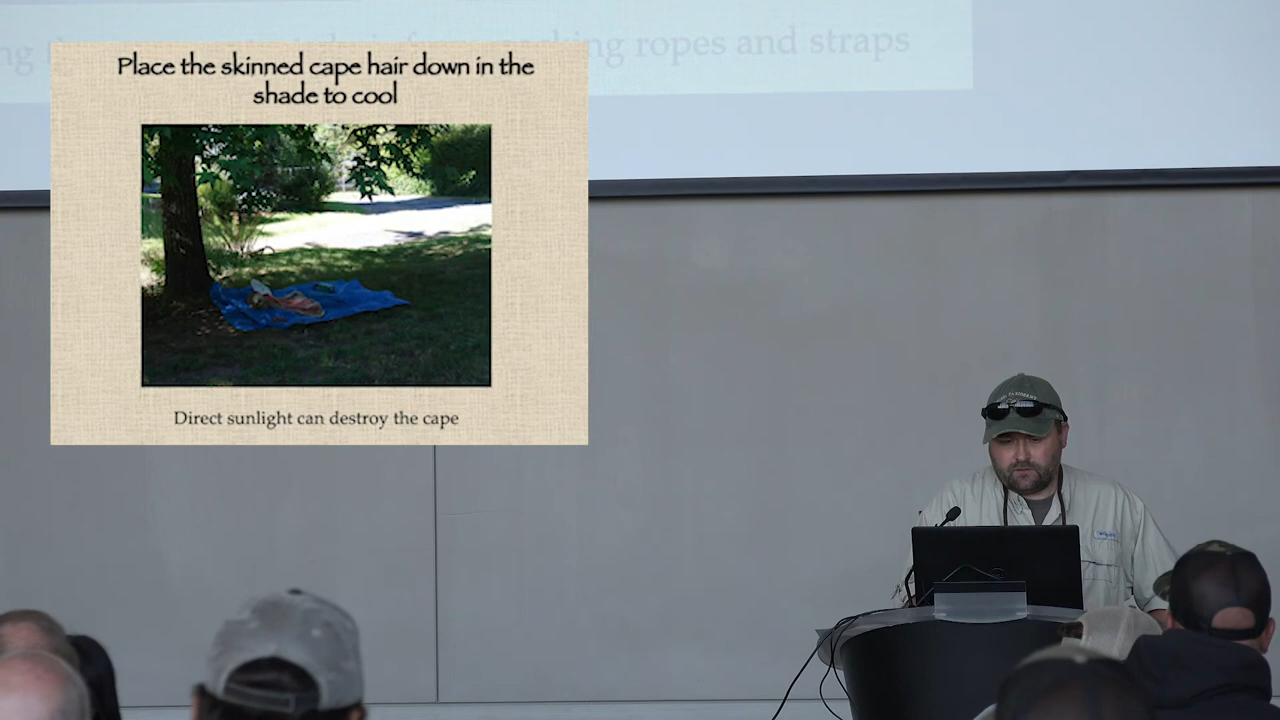 ropes and straps
Place the skinned cape hair down in the
shade to cool
Direct sunlight can destroy the cape